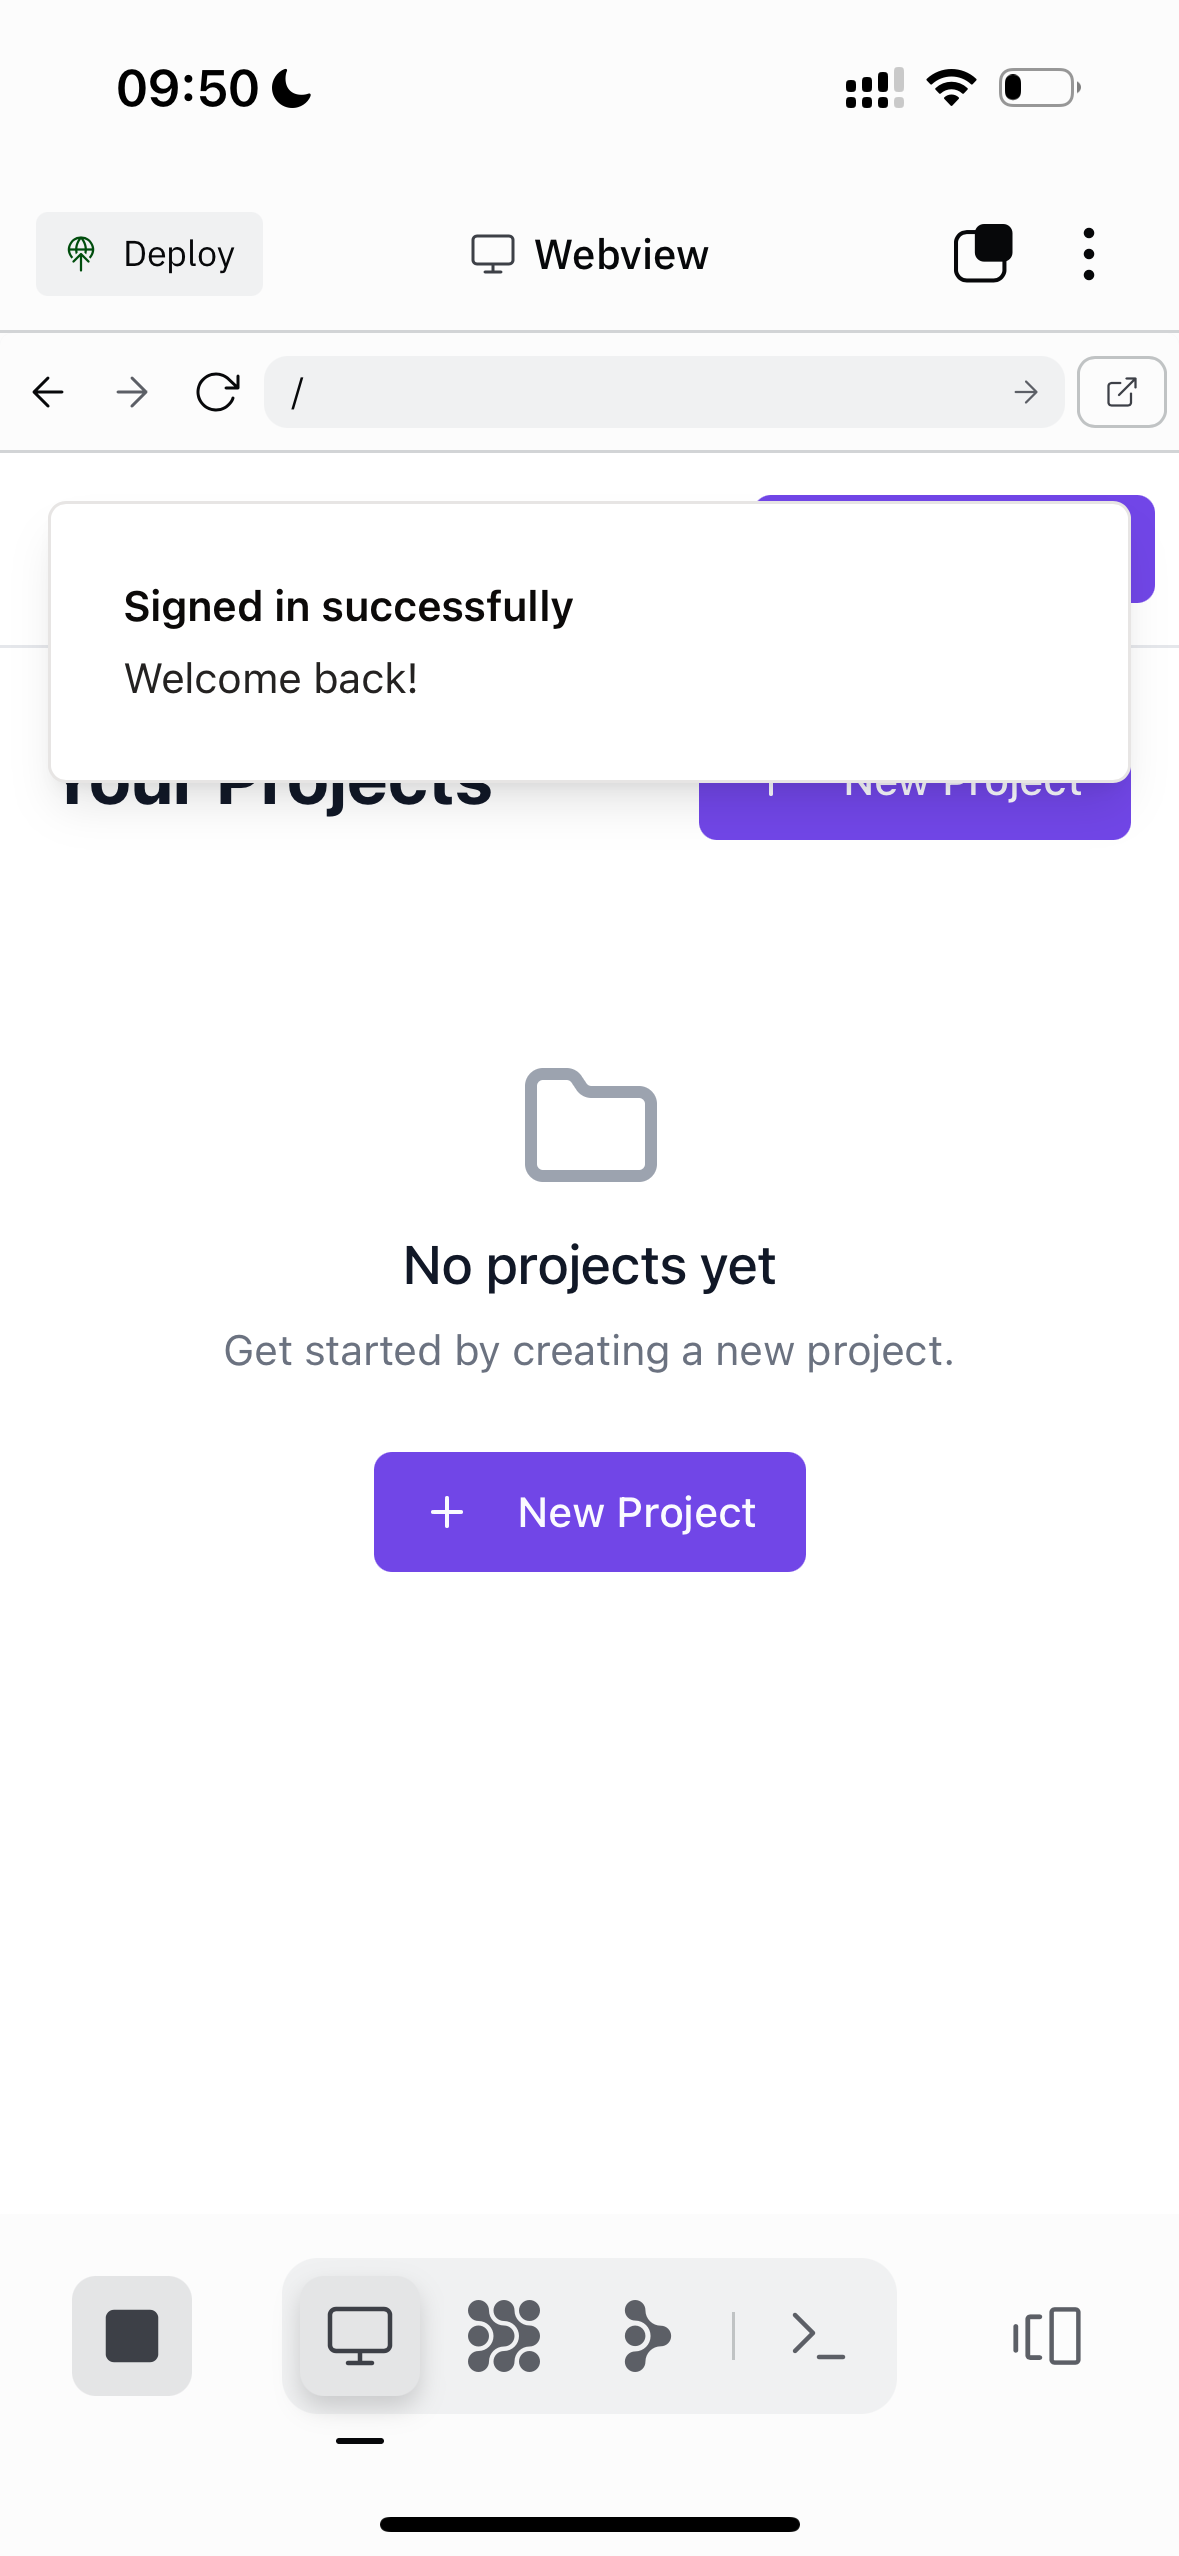 09:50
Deploy
Webview
/
Signed in successfully
Welcome back!
Your Projects
New Project
No projects yet
Get started by creating a new project.
New Project